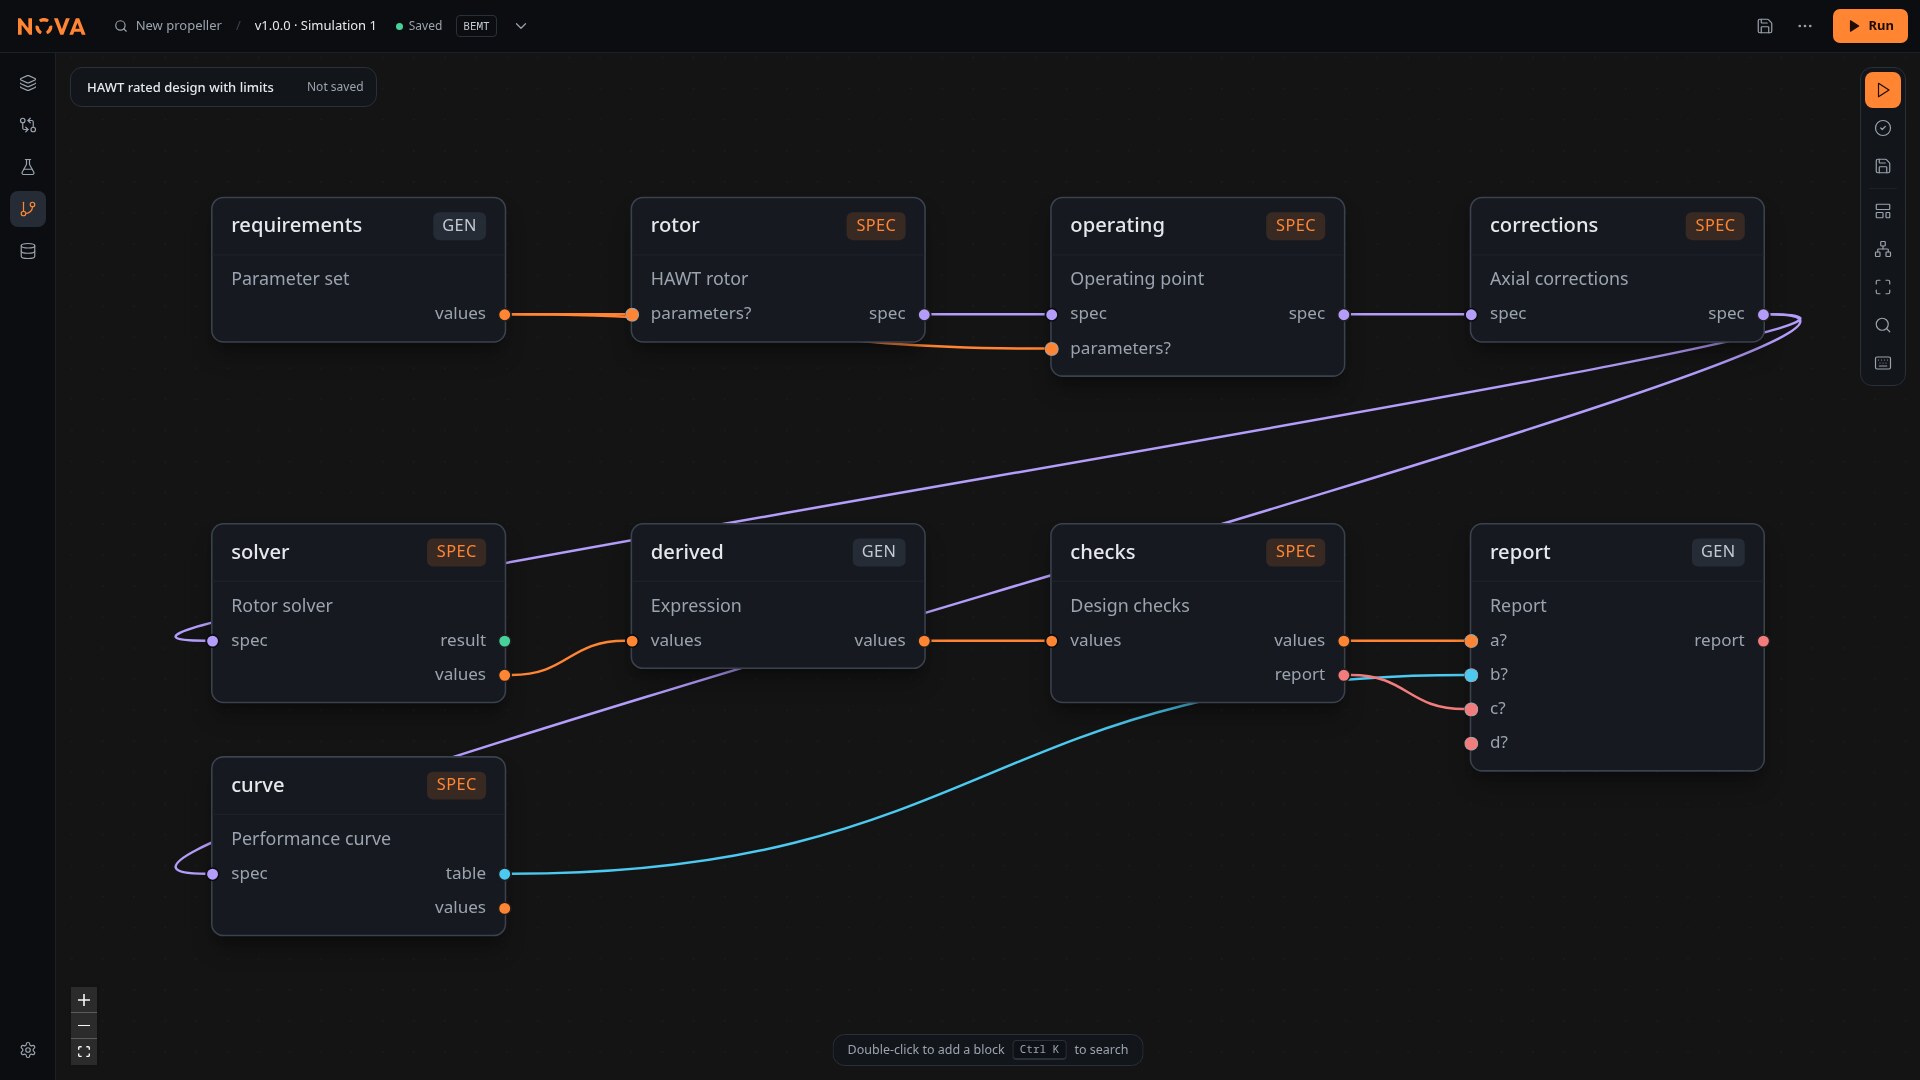 NOVA
New propeller / v1.0.0 · Simulation 1 Saved BEMT
Run
HAWT rated design with limits Not saved
requirements GEN
Parameter set
values
rotor SPEC
HAWT rotor
parameters? spec
operating SPEC
Operating point
spec spec
parameters?
corrections SPEC
Axial corrections
spec spec
solver SPEC
Rotor solver
spec result
values
derived GEN
Expression
values values
checks SPEC
Design checks
values values
report
report GEN
Report
a? report
b?
c?
d?
curve SPEC
Performance curve
spec table
values
Double-click to add a block Ctrl K to search